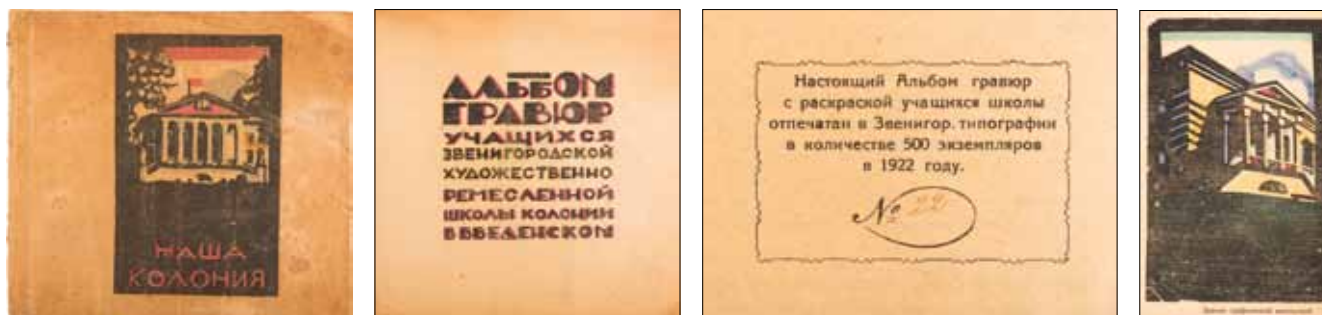 НАША
КОЛОНИЯ
АЛЬБОМ
ГРАВЮР
УЧАЩИХСЯ
ЗВЕНИГОРОДСКОЙ
ХУДОЖЕСТВЕННО
РЕМЕСЛЕННОЙ
ШКОЛЫ КОЛОНИИ
В ВВЕДЕНСКОМ
Настоящий Альбом гравюр
с раскраской учащихся школы
отпечатан в Звенигор. типографии
в количестве 500 экземпляров
в 1922 году.
№ 22